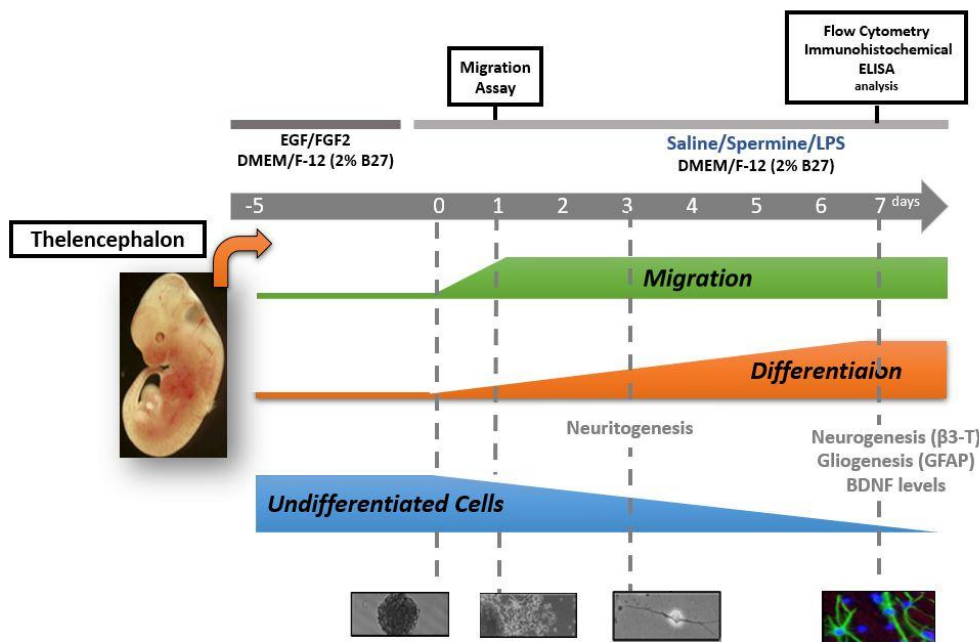 Migration
Assay
Flow Cytometry
Immunohistochemical
ELISA
analysis
EGF/FGF2
DMEM/F-12 (2% B27)
Saline/Spermine/LPS
DMEM/F-12 (2% B27)
-5 0 1 2 3 4 5 6 7 days
Thelencephalon
Migration
Differentiaion
Neuritogenesis
Neurogenesis (β3-T)
Gliogenesis (GFAP)
BDNF levels
Undifferentiated Cells